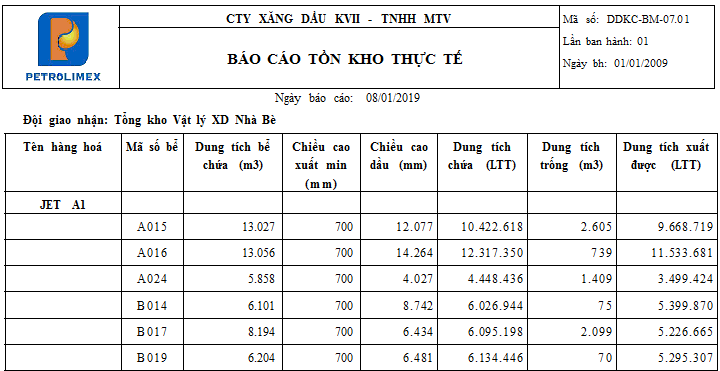 PETROLIMEX
CTY XĂNG DẦU KVII - TNHH MTV
BÁO CÁO TỒN KHO THỰC TẾ
Mã số: DDKC-BM-07.01
Lần ban hành: 01
Ngày bh: 01/01/2009
Ngày báo cáo: 08/01/2019
Đội giao nhận: Tổng kho Vật lý XD Nhà Bè
Tên hàng hoá Mã số bể Dung tích bể Chiều cao Chiều cao Dung tích Dung tích Dung tích xuất
chứa (m3) xuất min dầu (mm) chứa (LTT) trống (m3) được (LTT)
(mm)
JET A1
A015 13.027 700 12.077 10.422.618 2.605 9.668.719
A016 13.056 700 14.264 12.317.350 739 11.533.681
A024 5.858 700 4.027 4.448.436 1.409 3.499.424
B014 6.101 700 8.742 6.026.944 75 5.399.870
B017 8.194 700 6.434 6.095.198 2.099 5.226.665
B019 6.204 700 6.481 6.134.446 70 5.295.307